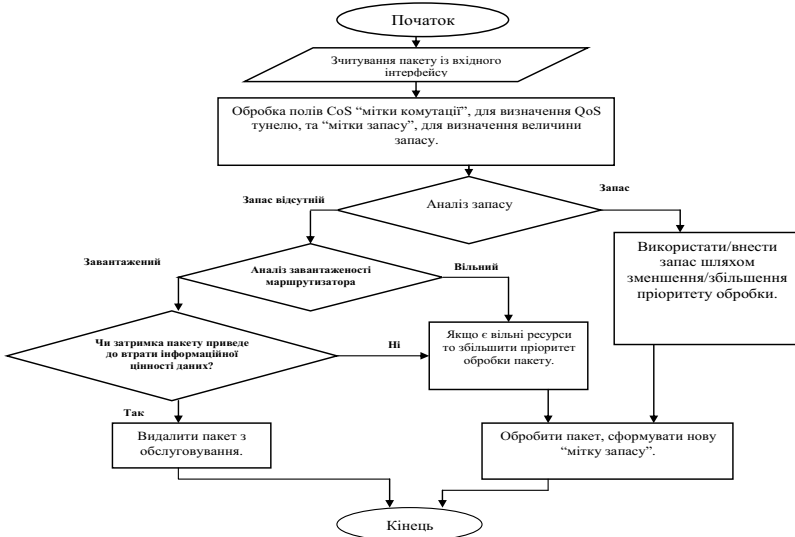 Початок
Зчитування пакету із вхідного
інтерфейсу
Обробка полів CoS “мітки комутації”, для визначення QoS
тунелю, та “мітки запасу”, для визначення величини
запасу.
Запас відсутній
Аналіз запасу
Запас
Використати/внести
запас шляхом
зменшення/збільшення
пріоритету обробки.
Завантажений
Аналіз завантаженості
маршрутизатора
Вільний
Чи затримка пакету приведе
до втрати інформаційної
цінності даних?
Ні
Якщо є вільні ресурси
то збільшити пріоритет
обробки пакету.
Так
Видалити пакет з
обслуговування.
Обробити пакет, сформувати нову
“мітку запасу”.
Кінець